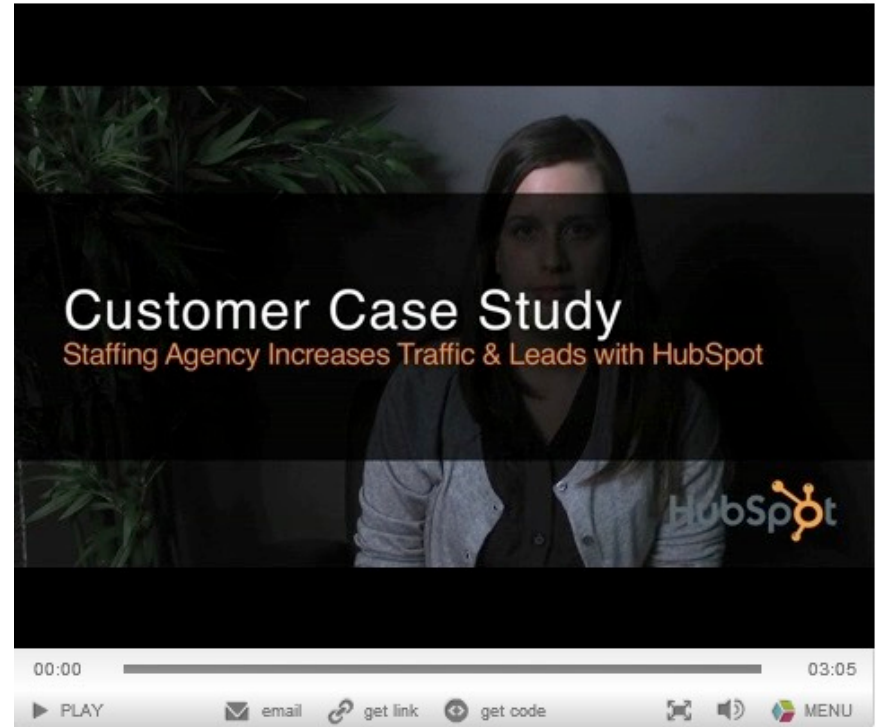 Customer Case Study
Staffing Agency Increases Traffic & Leads with HubSpot
HubSpot
00:00 03:05
PLAY email get link get code MENU